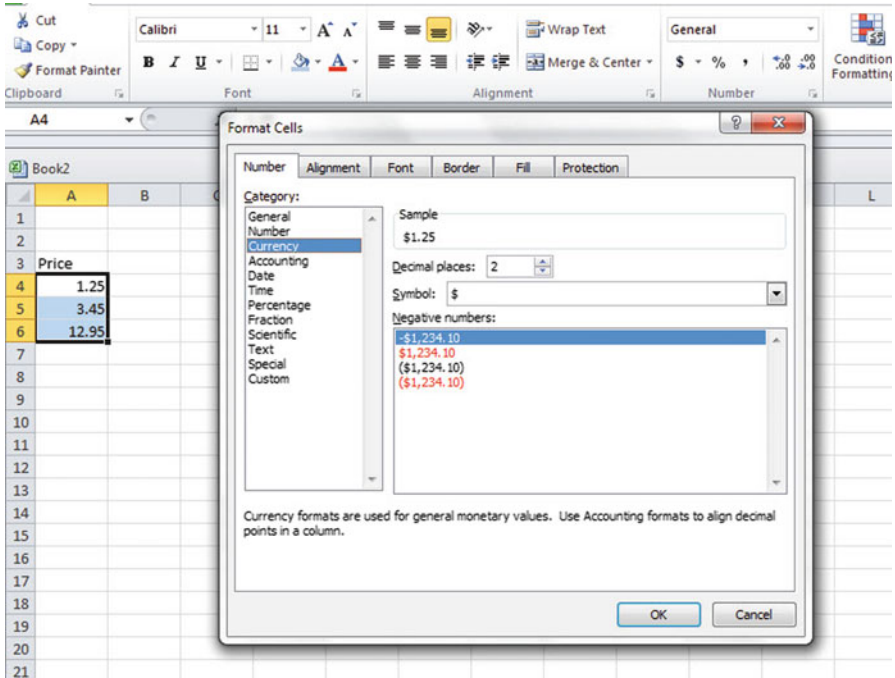 Cut
Copy
Format Painter
Clipboard
Calibri
11
A A
B I U
A
Font
Wrap Text
Merge & Center
Alignment
General
$ % ,
.0 .00
.00 .0
Number
Condition
Formatting
A4
Book2
A B C L
1
2
3 Price
4 1.25
5 3.45
6 12.95
7
8
9
10
11
12
13
14
15
16
17
18
19
20
21
Format Cells
Number Alignment Font Border Fill Protection
Category:
General
Number
Currency
Accounting
Date
Time
Percentage
Fraction
Scientific
Text
Special
Custom
Sample
$1.25
Decimal places: 2
Symbol: $
Negative numbers:
-$1,234.10
$1,234.10
($1,234.10)
($1,234.10)
Currency formats are used for general monetary values. Use Accounting formats to align decimal
points in a column.
OK Cancel